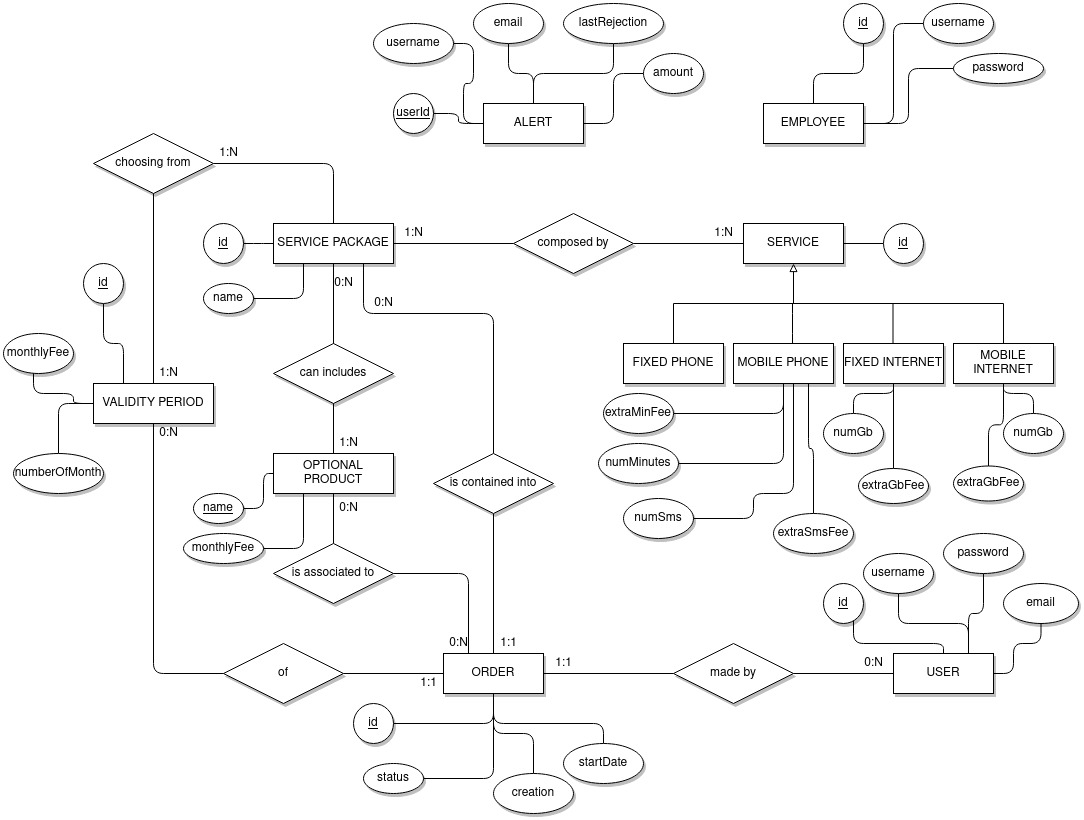 email
lastRejection
id
username
username
password
amount
userId
ALERT
EMPLOYEE
choosing from
1:N
id
SERVICE PACKAGE
1:N
composed by
1:N
SERVICE
id
id
name
0:N
0:N
monthlyFee
can includes
FIXED PHONE
MOBILE PHONE
FIXED INTERNET
MOBILE
INTERNET
1:N
VALIDITY PERIOD
0:N
extraMinFee
numGb
numGb
1:N
numberOfMonth
OPTIONAL
PRODUCT
is contained into
numMinutes
extraGbFee
extraGbFee
name
0:N
numSms
extraSmsFee
monthlyFee
is associated to
username
password
id
email
0:N
1:1
of
1:1
ORDER
1:1
made by
0:N
USER
id
status
creation
startDate